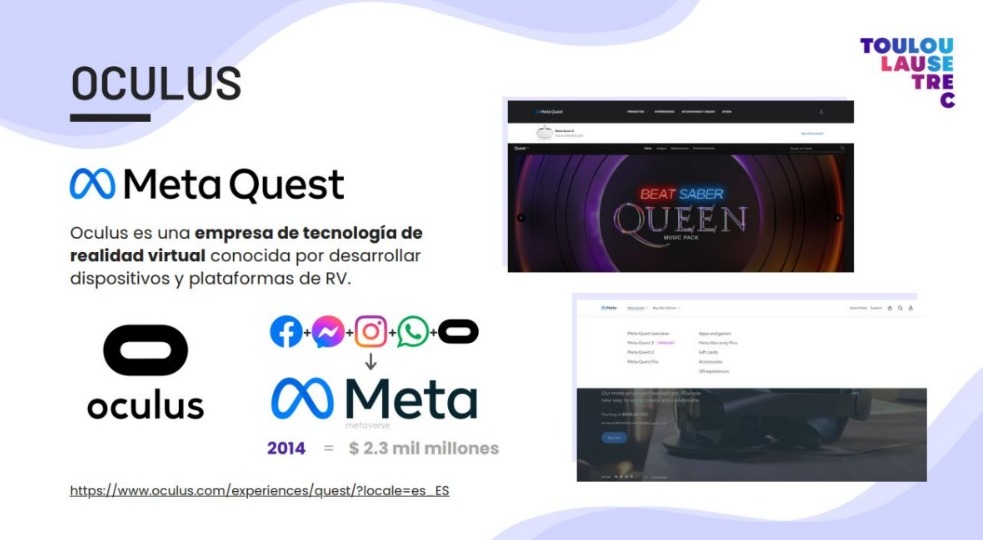 OCULUS
TOULOU
LAUSE
TRE
C
Meta Quest
Oculus es una empresa de tecnología de
realidad virtual conocida por desarrollar
dispositivos y plataformas de RV.
oculus
+ + + +
Meta
metaverse
2014 = $ 2.3 mil millones
https://www.oculus.com/experiences/quest/?locale=es_ES
Meta Quest
BEAT SABER
QUEEN
MUSIC PACK
Meta Quest overview
Meta Quest 3
Meta Quest 2
Meta Quest Pro
Apps and games
Meta Warranty Plus
Gift cards
Accessories
VR experiences